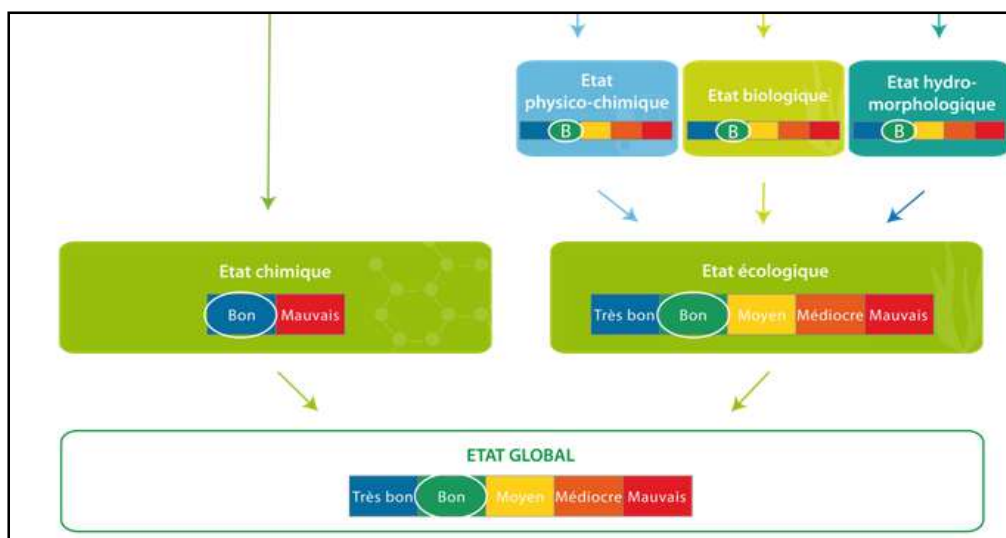 Etat
physico-chimique
B
Etat biologique
B
Etat hydro-
morphologique
B
Etat chimique
Bon Mauvais
Etat écologique
Très bon Bon Moyen Médiocre Mauvais
ETAT GLOBAL
Très bon Bon Moyen Médiocre Mauvais